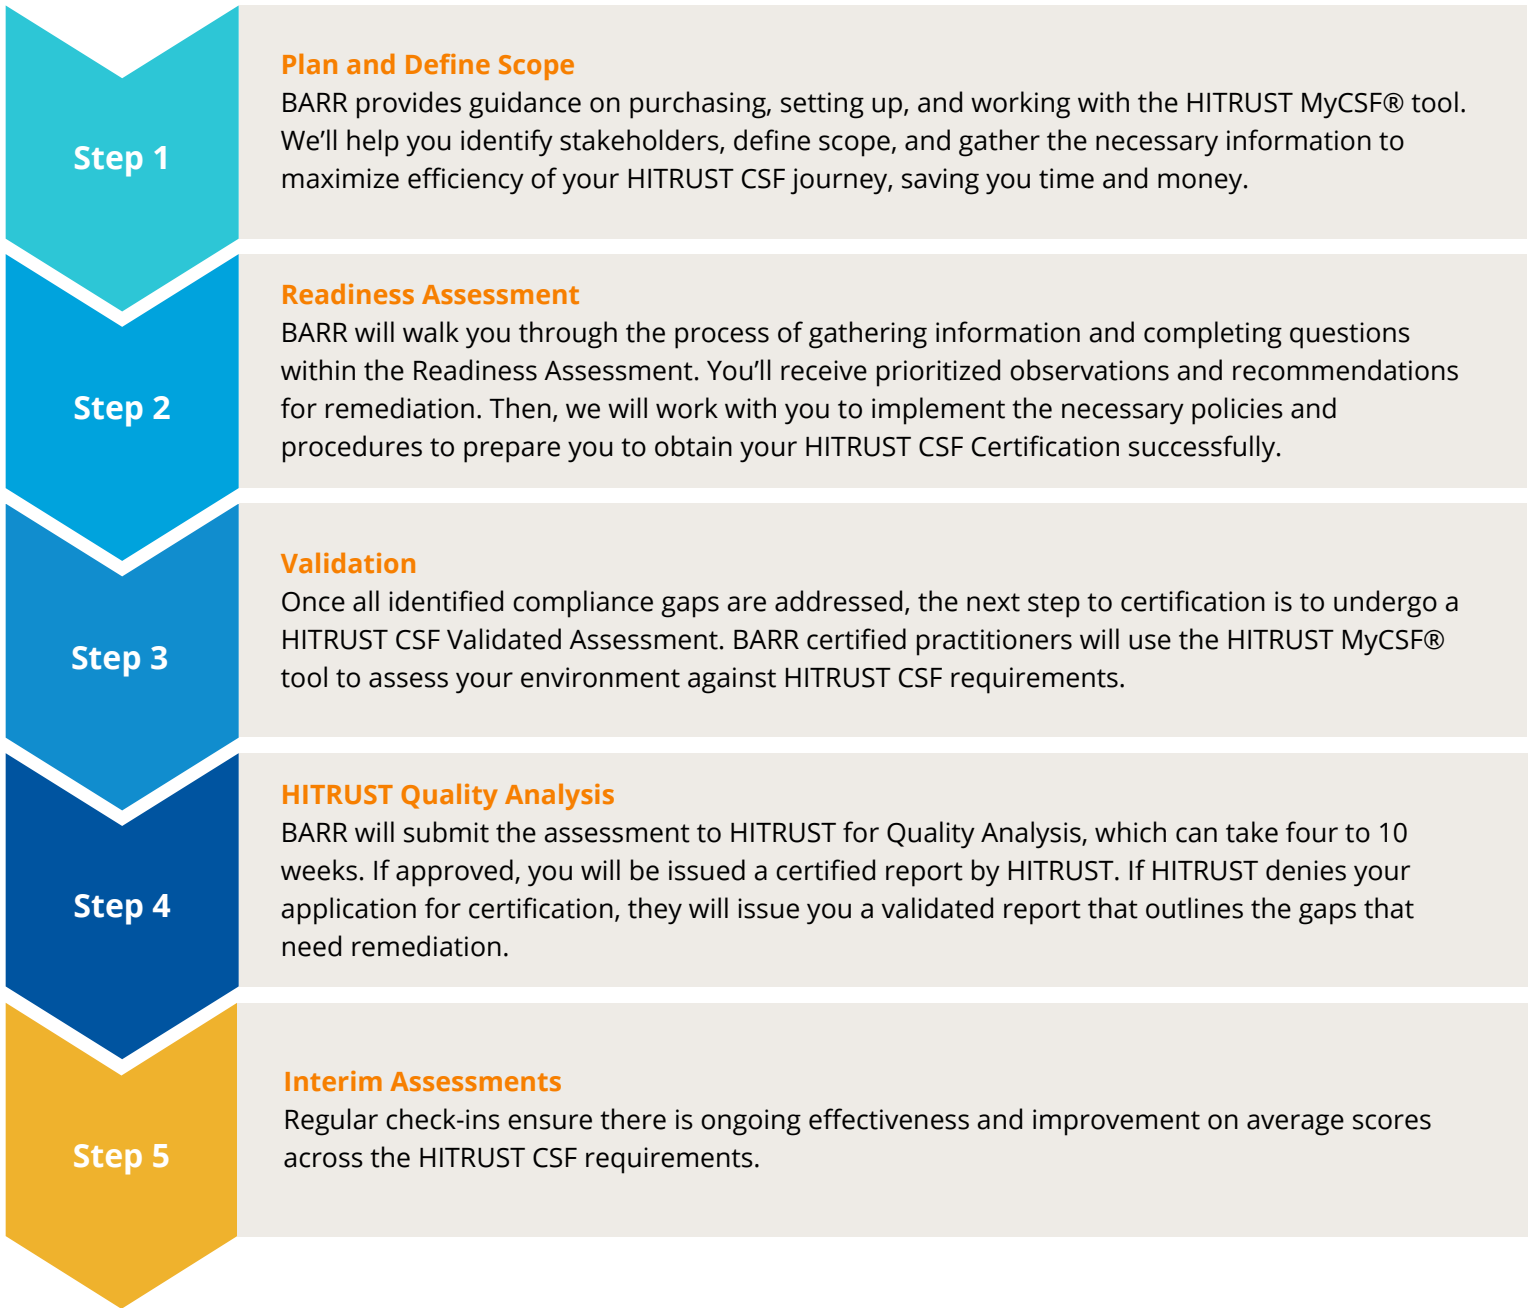 Step 1
Plan and Define Scope
BARR provides guidance on purchasing, setting up, and working with the HITRUST MyCSF® tool.
We’ll help you identify stakeholders, define scope, and gather the necessary information to
maximize efficiency of your HITRUST CSF journey, saving you time and money.
Step 2
Readiness Assessment
BARR will walk you through the process of gathering information and completing questions
within the Readiness Assessment. You’ll receive prioritized observations and recommendations
for remediation. Then, we will work with you to implement the necessary policies and
procedures to prepare you to obtain your HITRUST CSF Certification successfully.
Step 3
Validation
Once all identified compliance gaps are addressed, the next step to certification is to undergo a
HITRUST CSF Validated Assessment. BARR certified practitioners will use the HITRUST MyCSF®
tool to assess your environment against HITRUST CSF requirements.
Step 4
HITRUST Quality Analysis
BARR will submit the assessment to HITRUST for Quality Analysis, which can take four to 10
weeks. If approved, you will be issued a certified report by HITRUST. If HITRUST denies your
application for certification, they will issue you a validated report that outlines the gaps that
need remediation.
Step 5
Interim Assessments
Regular check-ins ensure there is ongoing effectiveness and improvement on average scores
across the HITRUST CSF requirements.